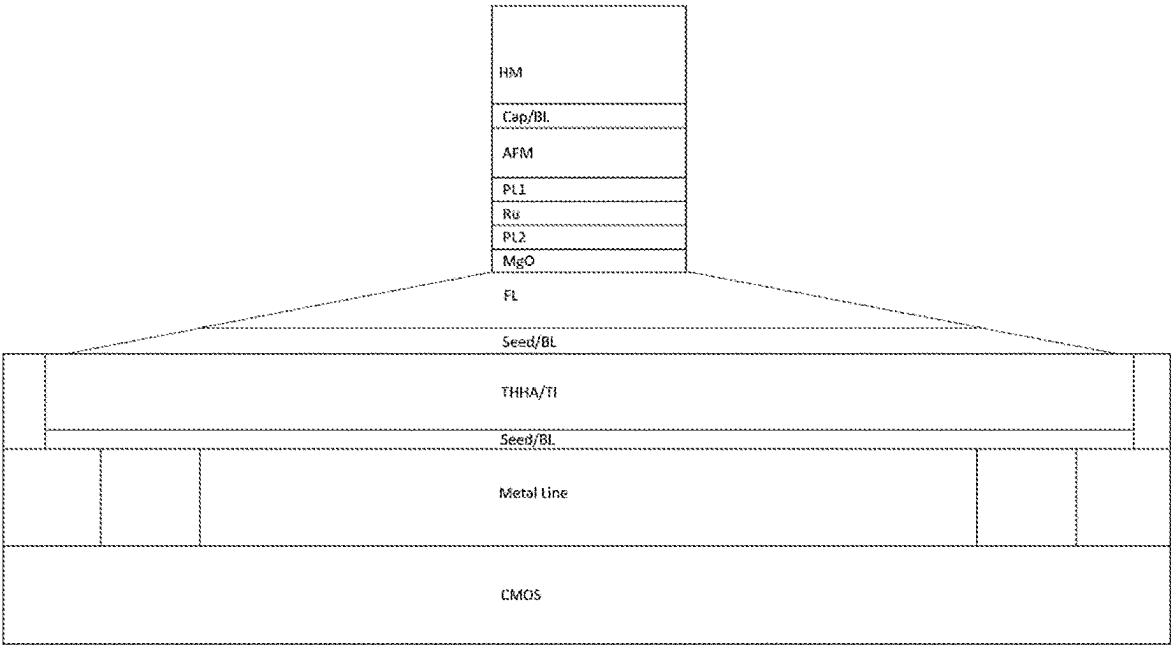 HM
Cap/BL
AFM
PL1
Ru
PL2
MgO
FL
Seed/BL
THHA/TI
Seed/BL
Metal Line
CMOS